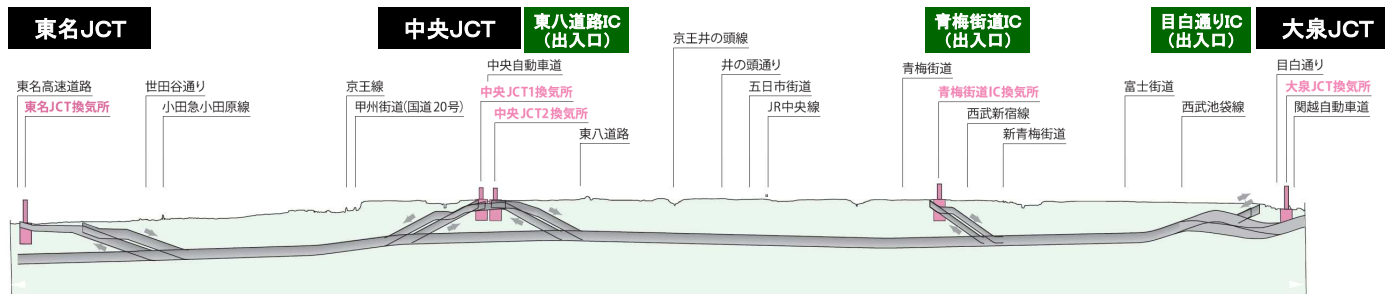 東名JCT
中央JCT
東八道路IC
(出入口)
青梅街道IC
(出入口)
目白通りIC
(出入口)
大泉JCT
東名高速道路
東名JCT換気所
世田谷通り
小田急小田原線
京王線
甲州街道(国道20号)
中央自動車道
中央JCT1換気所
中央JCT2換気所
東八道路
京王井の頭線
井の頭通り
五日市街道
JR中央線
青梅街道
青梅街道IC換気所
西武新宿線
新青梅街道
富士街道
西武池袋線
目白通り
大泉JCT換気所
関越自動車道